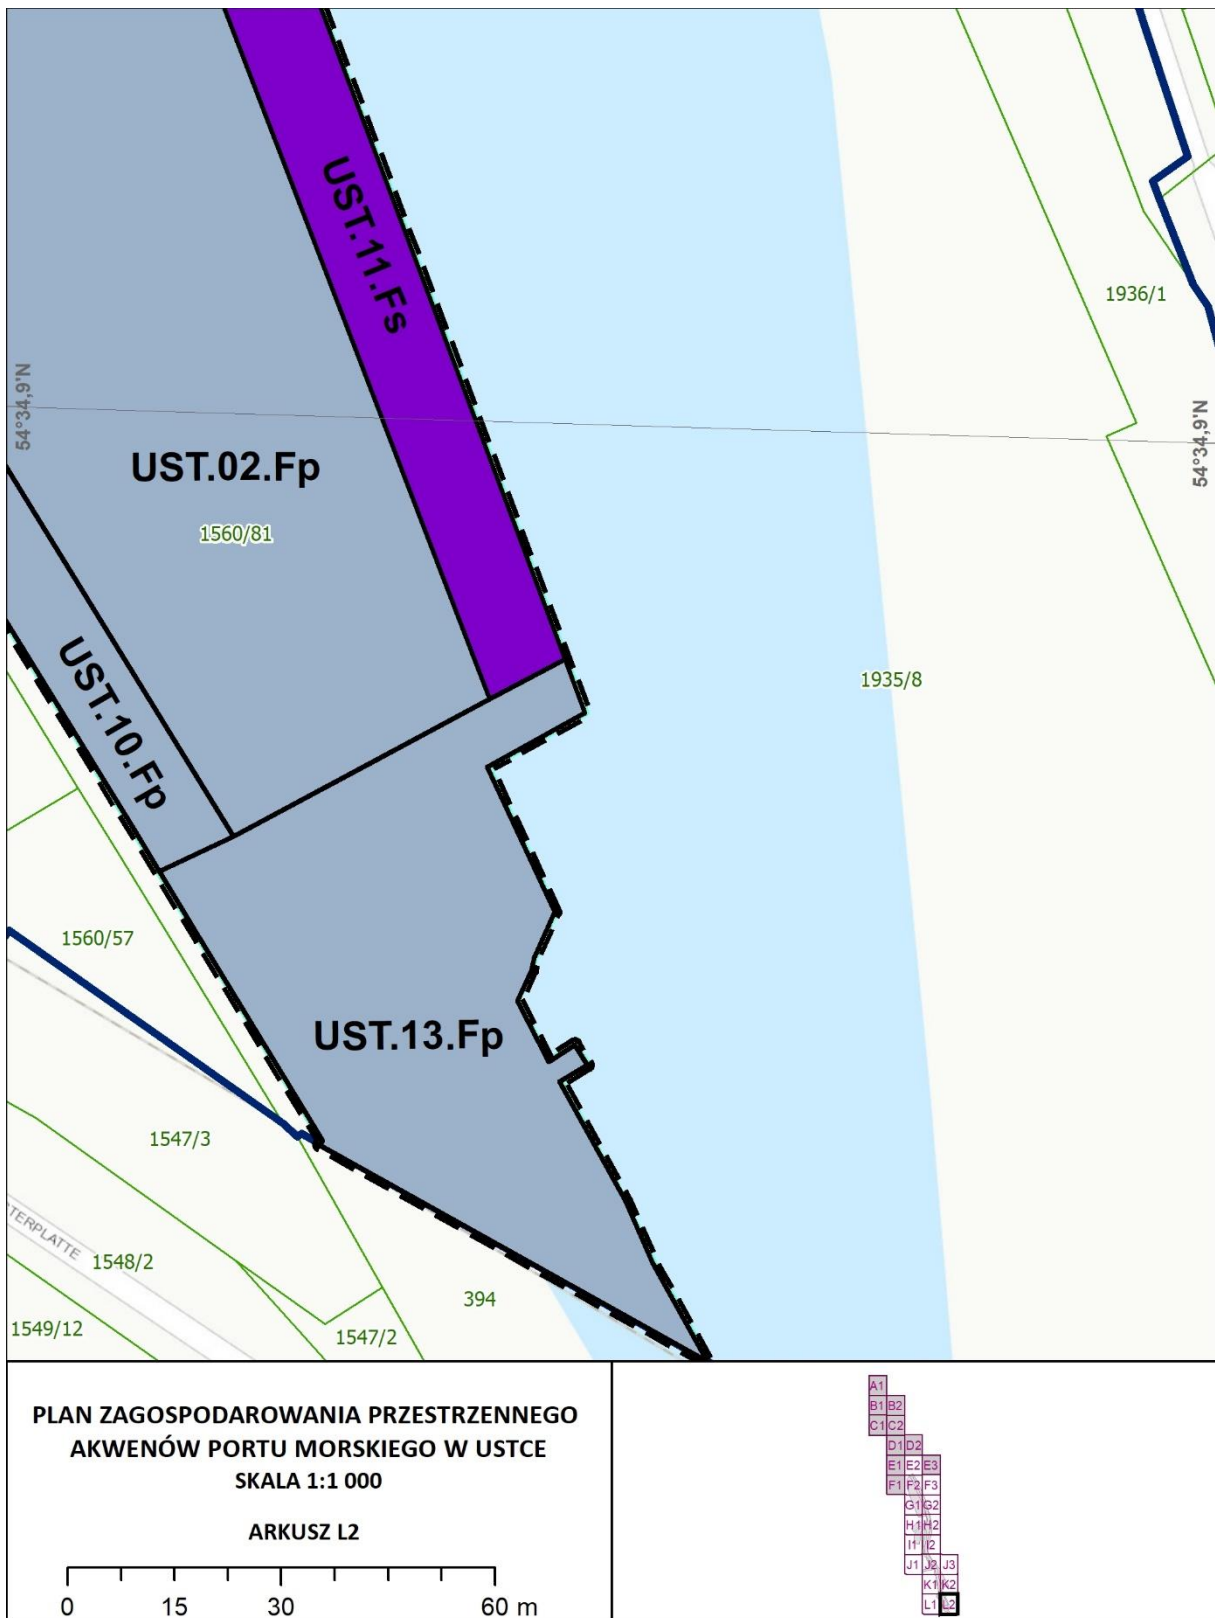 UST.11.Fs
1936/1
54°34,9'N
54°34,9'N
UST.02.Fp
1560/81
UST.10.Fp
1935/8
1560/57
UST.13.Fp
1547/3
TERPLATTE
1548/2
394
1549/12
1547/2
PLAN ZAGOSPODAROWANIA PRZESTRZENNEGO
AKWENÓW PORTU MORSKIEGO W USTCE
SKALA 1:1 000
ARKUSZ L2
0 15 30 60 m
A1
B1 B2
C1 C2
D1 D2
E1 E2 E3
F1 F2 F3
G1 G2
H1 H2
I1 I2
J1 J2 J3
K1 K2
L1 L2